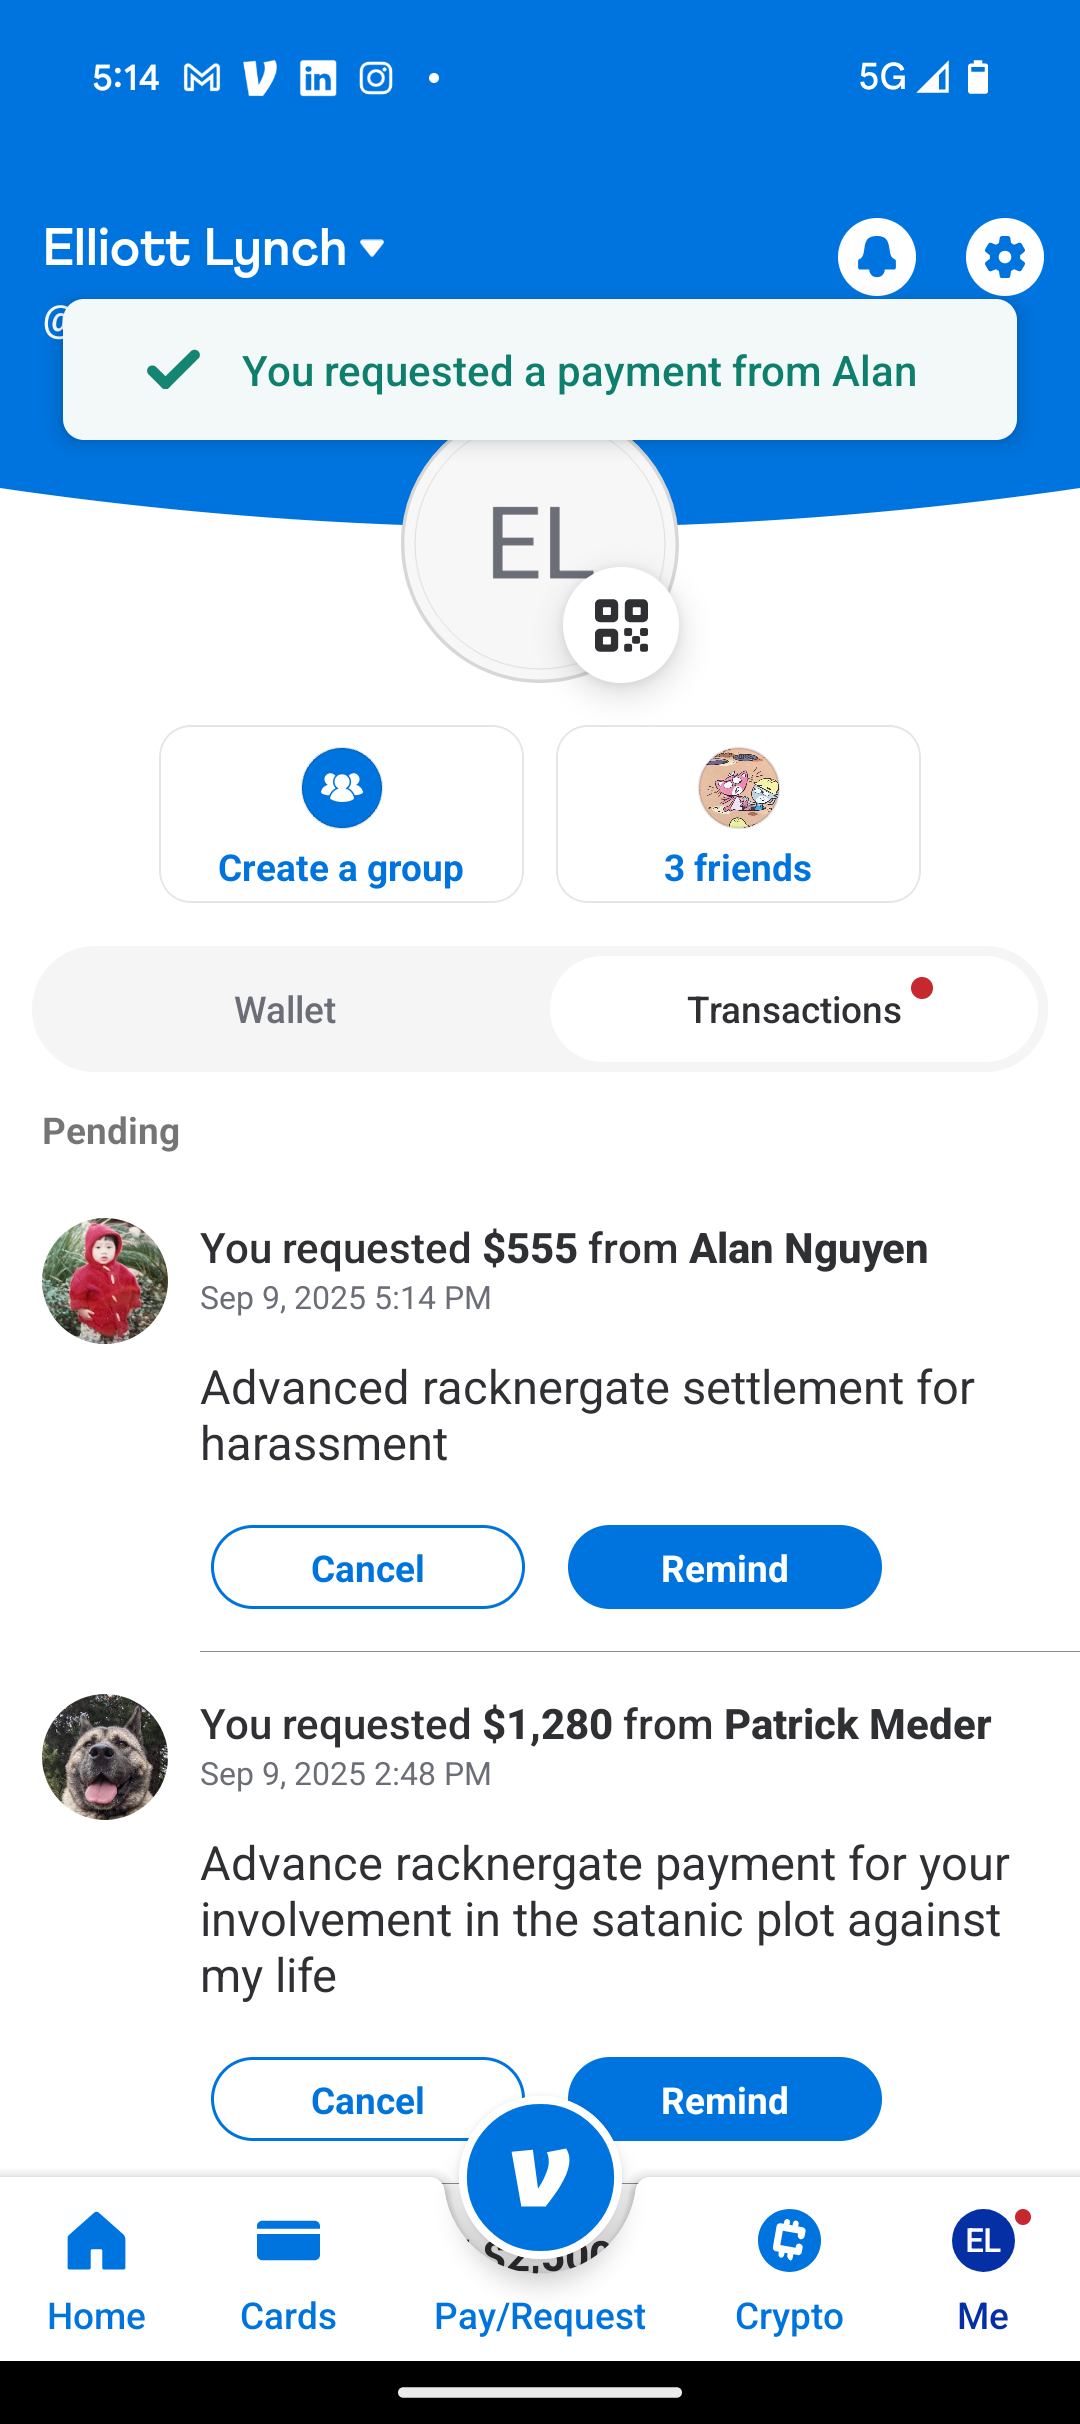 5:14
5G
Elliott Lynch
@
You requested a payment from Alan
EL
Create a group
3 friends
Wallet
Transactions
Pending
You requested $555 from Alan Nguyen
Sep 9, 2025 5:14 PM
Advanced racknergate settlement for
harassment
Cancel
Remind
You requested $1,280 from Patrick Meder
Sep 9, 2025 2:48 PM
Advance racknergate payment for your
involvement in the satanic plot against
my life
Cancel
Remind
EL
Home
Cards
Pay/Request
Crypto
Me